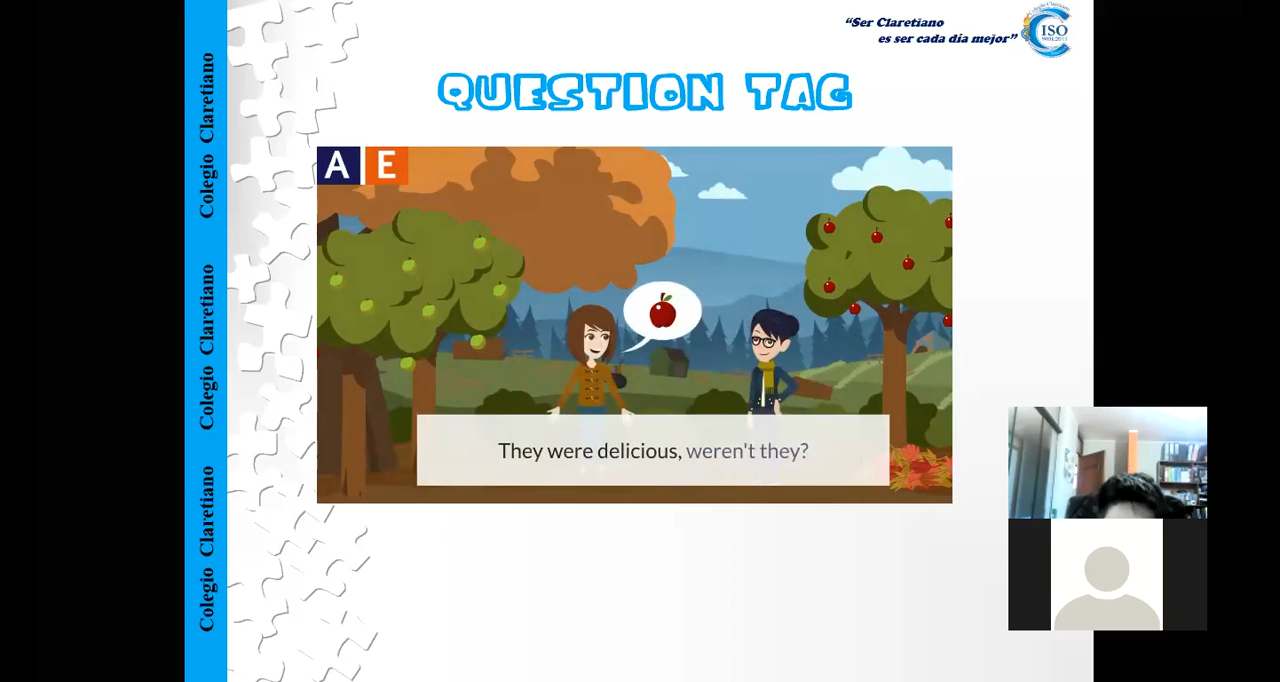 “Ser Claretiano
es ser cada día mejor”
ISO
QUESTION TAG
A E
They were delicious, weren't they?
Colegio Claretiano
Colegio Claretiano
Colegio Claretiano